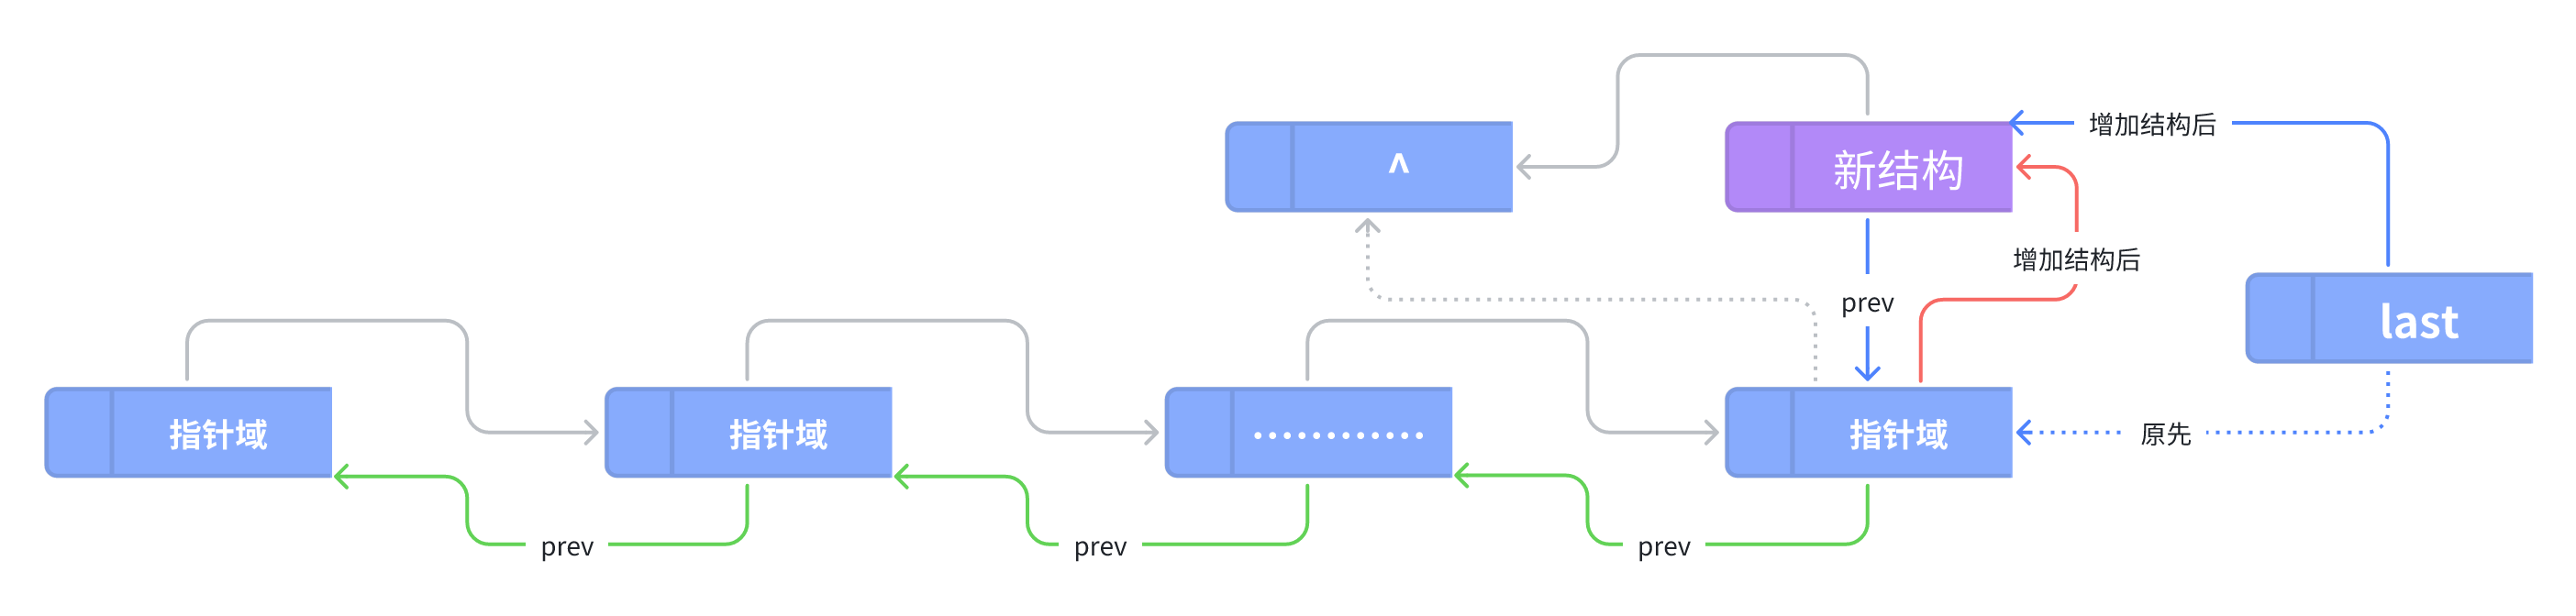 增加结构后
^
新结构
增加结构后
prev
last
指针域
指针域
............
指针域
原先
prev
prev
prev